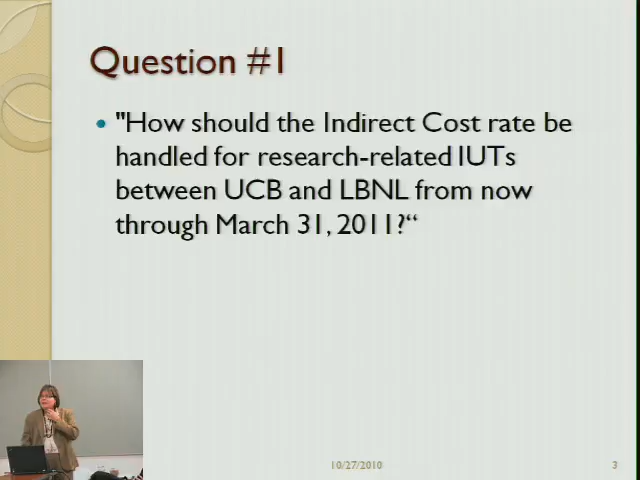 Question #1
"How should the Indirect Cost rate be
handled for research-related IUTs
between UCB and LBNL from now
through March 31, 2011?“
10/27/2010
3